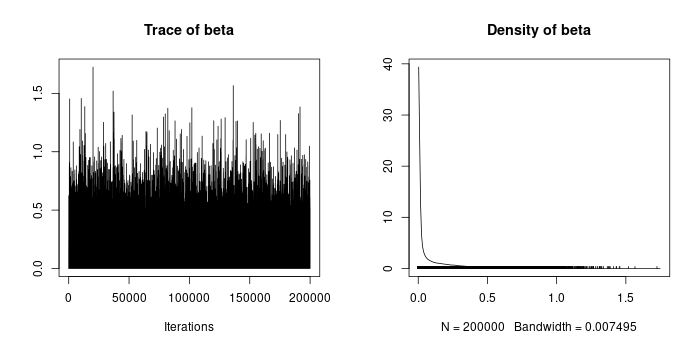 Trace of beta
0.0 0.5 1.0 1.5
0 50000 100000 150000 200000
Iterations
Density of beta
0 10 20 30 40
0.0 0.5 1.0 1.5
N = 200000 Bandwidth = 0.007495